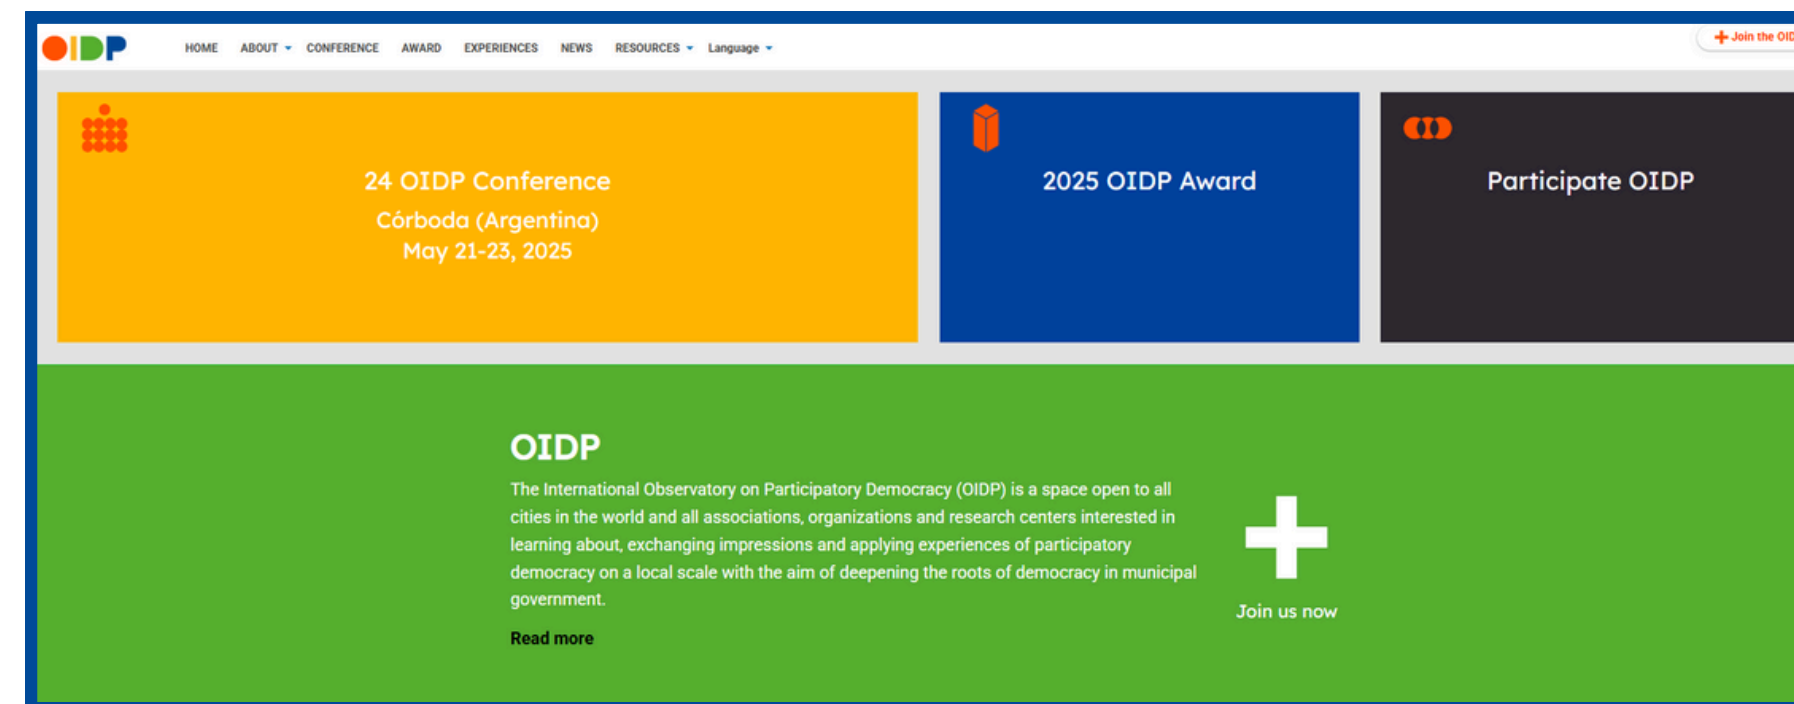 OIDP
HOME ABOUT CONFERENCE AWARD EXPERIENCES NEWS RESOURCES Language
Join the OID
24 OIDP Conference
Córboda (Argentina)
May 21-23, 2025
2025 OIDP Award
Participate OIDP
OIDP
The International Observatory on Participatory Democracy (OIDP) is a space open to all
cities in the world and all associations, organizations and research centers interested in
learning about, exchanging impressions and applying experiences of participatory
democracy on a local scale with the aim of deepening the roots of democracy in municipal
government.
Read more
Join us now